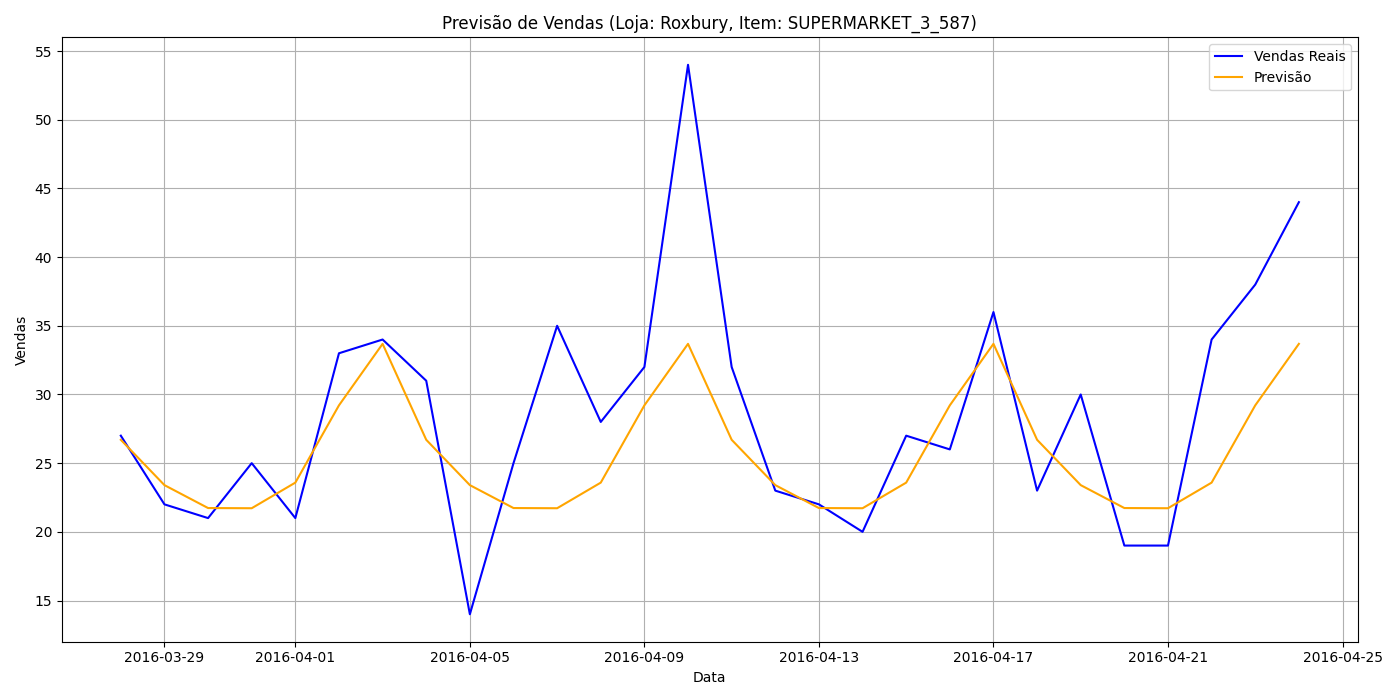 Previsão de Vendas (Loja: Roxbury, Item: SUPERMARKET_3_587)
Vendas Reais
Previsão
Vendas
55
50
45
40
35
30
25
20
15
2016-03-29 2016-04-01 2016-04-05 2016-04-09 2016-04-13 2016-04-17 2016-04-21 2016-04-25
Data